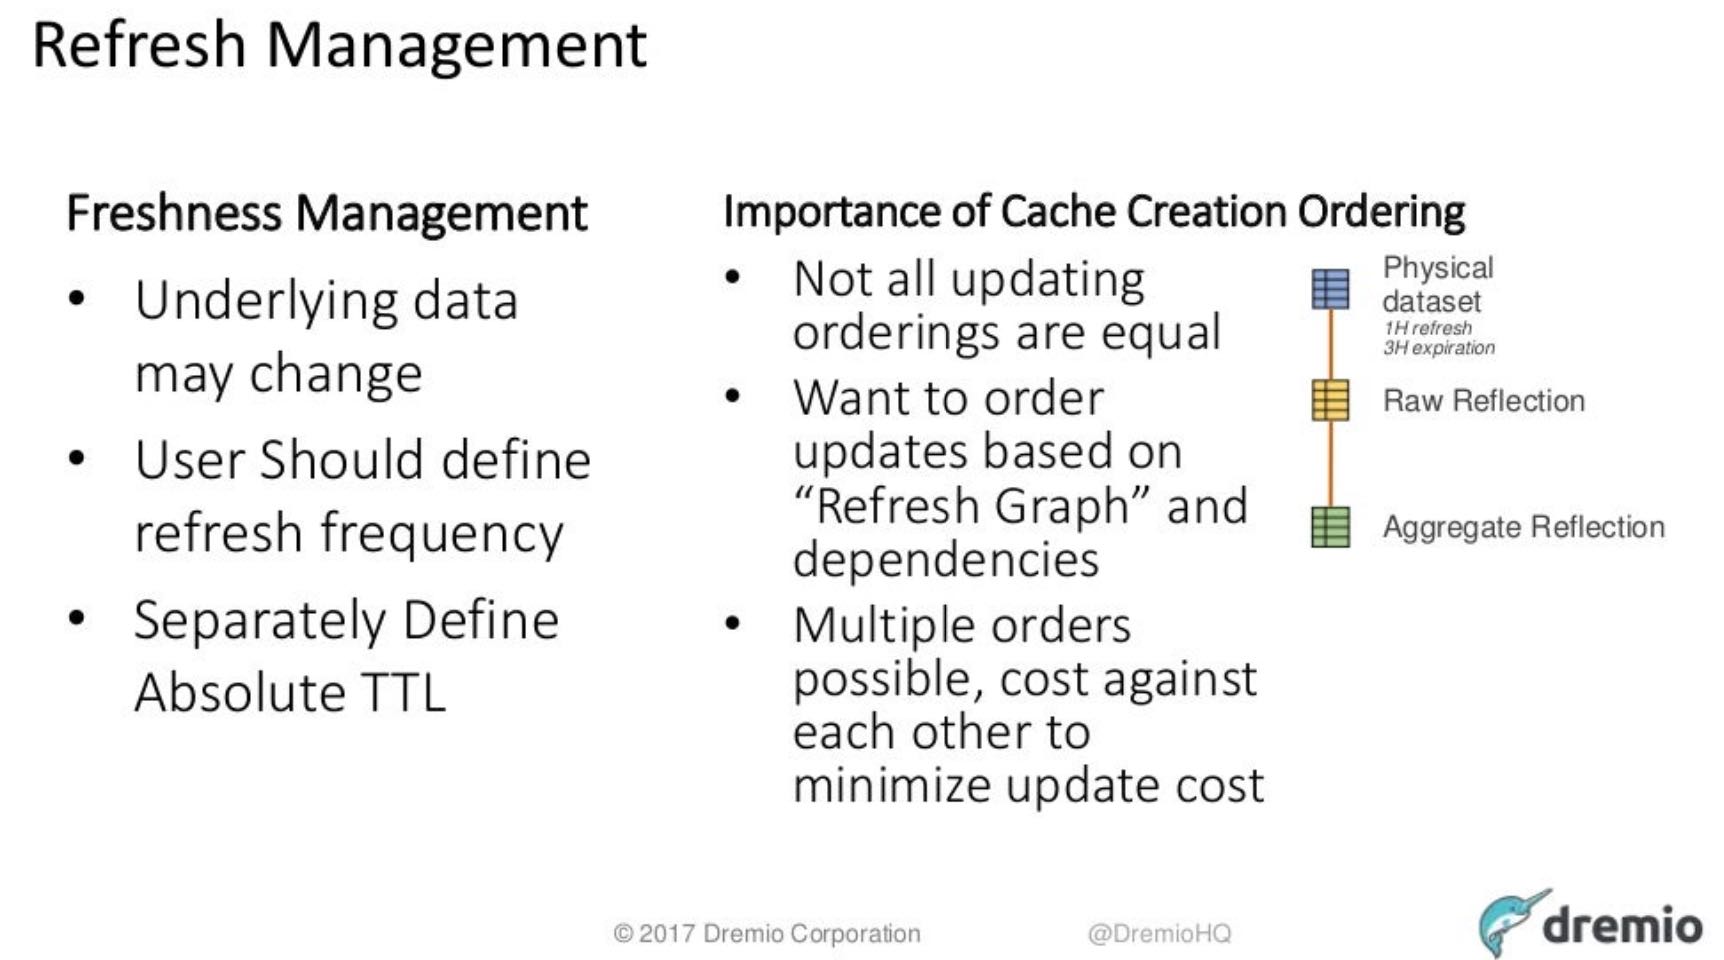 Refresh Management
Freshness Management
• Underlying data
may change
• User Should define
refresh frequency
• Separately Define
Absolute TTL
Importance of Cache Creation Ordering
• Not all updating
orderings are equal
• Want to order
updates based on
“Refresh Graph” and
dependencies
• Multiple orders
possible, cost against
each other to
minimize update cost
Physical
dataset
1H refresh
3H expiration
Raw Reflection
Aggregate Reflection
© 2017 Dremio Corporation
@DremioHQ
dremio